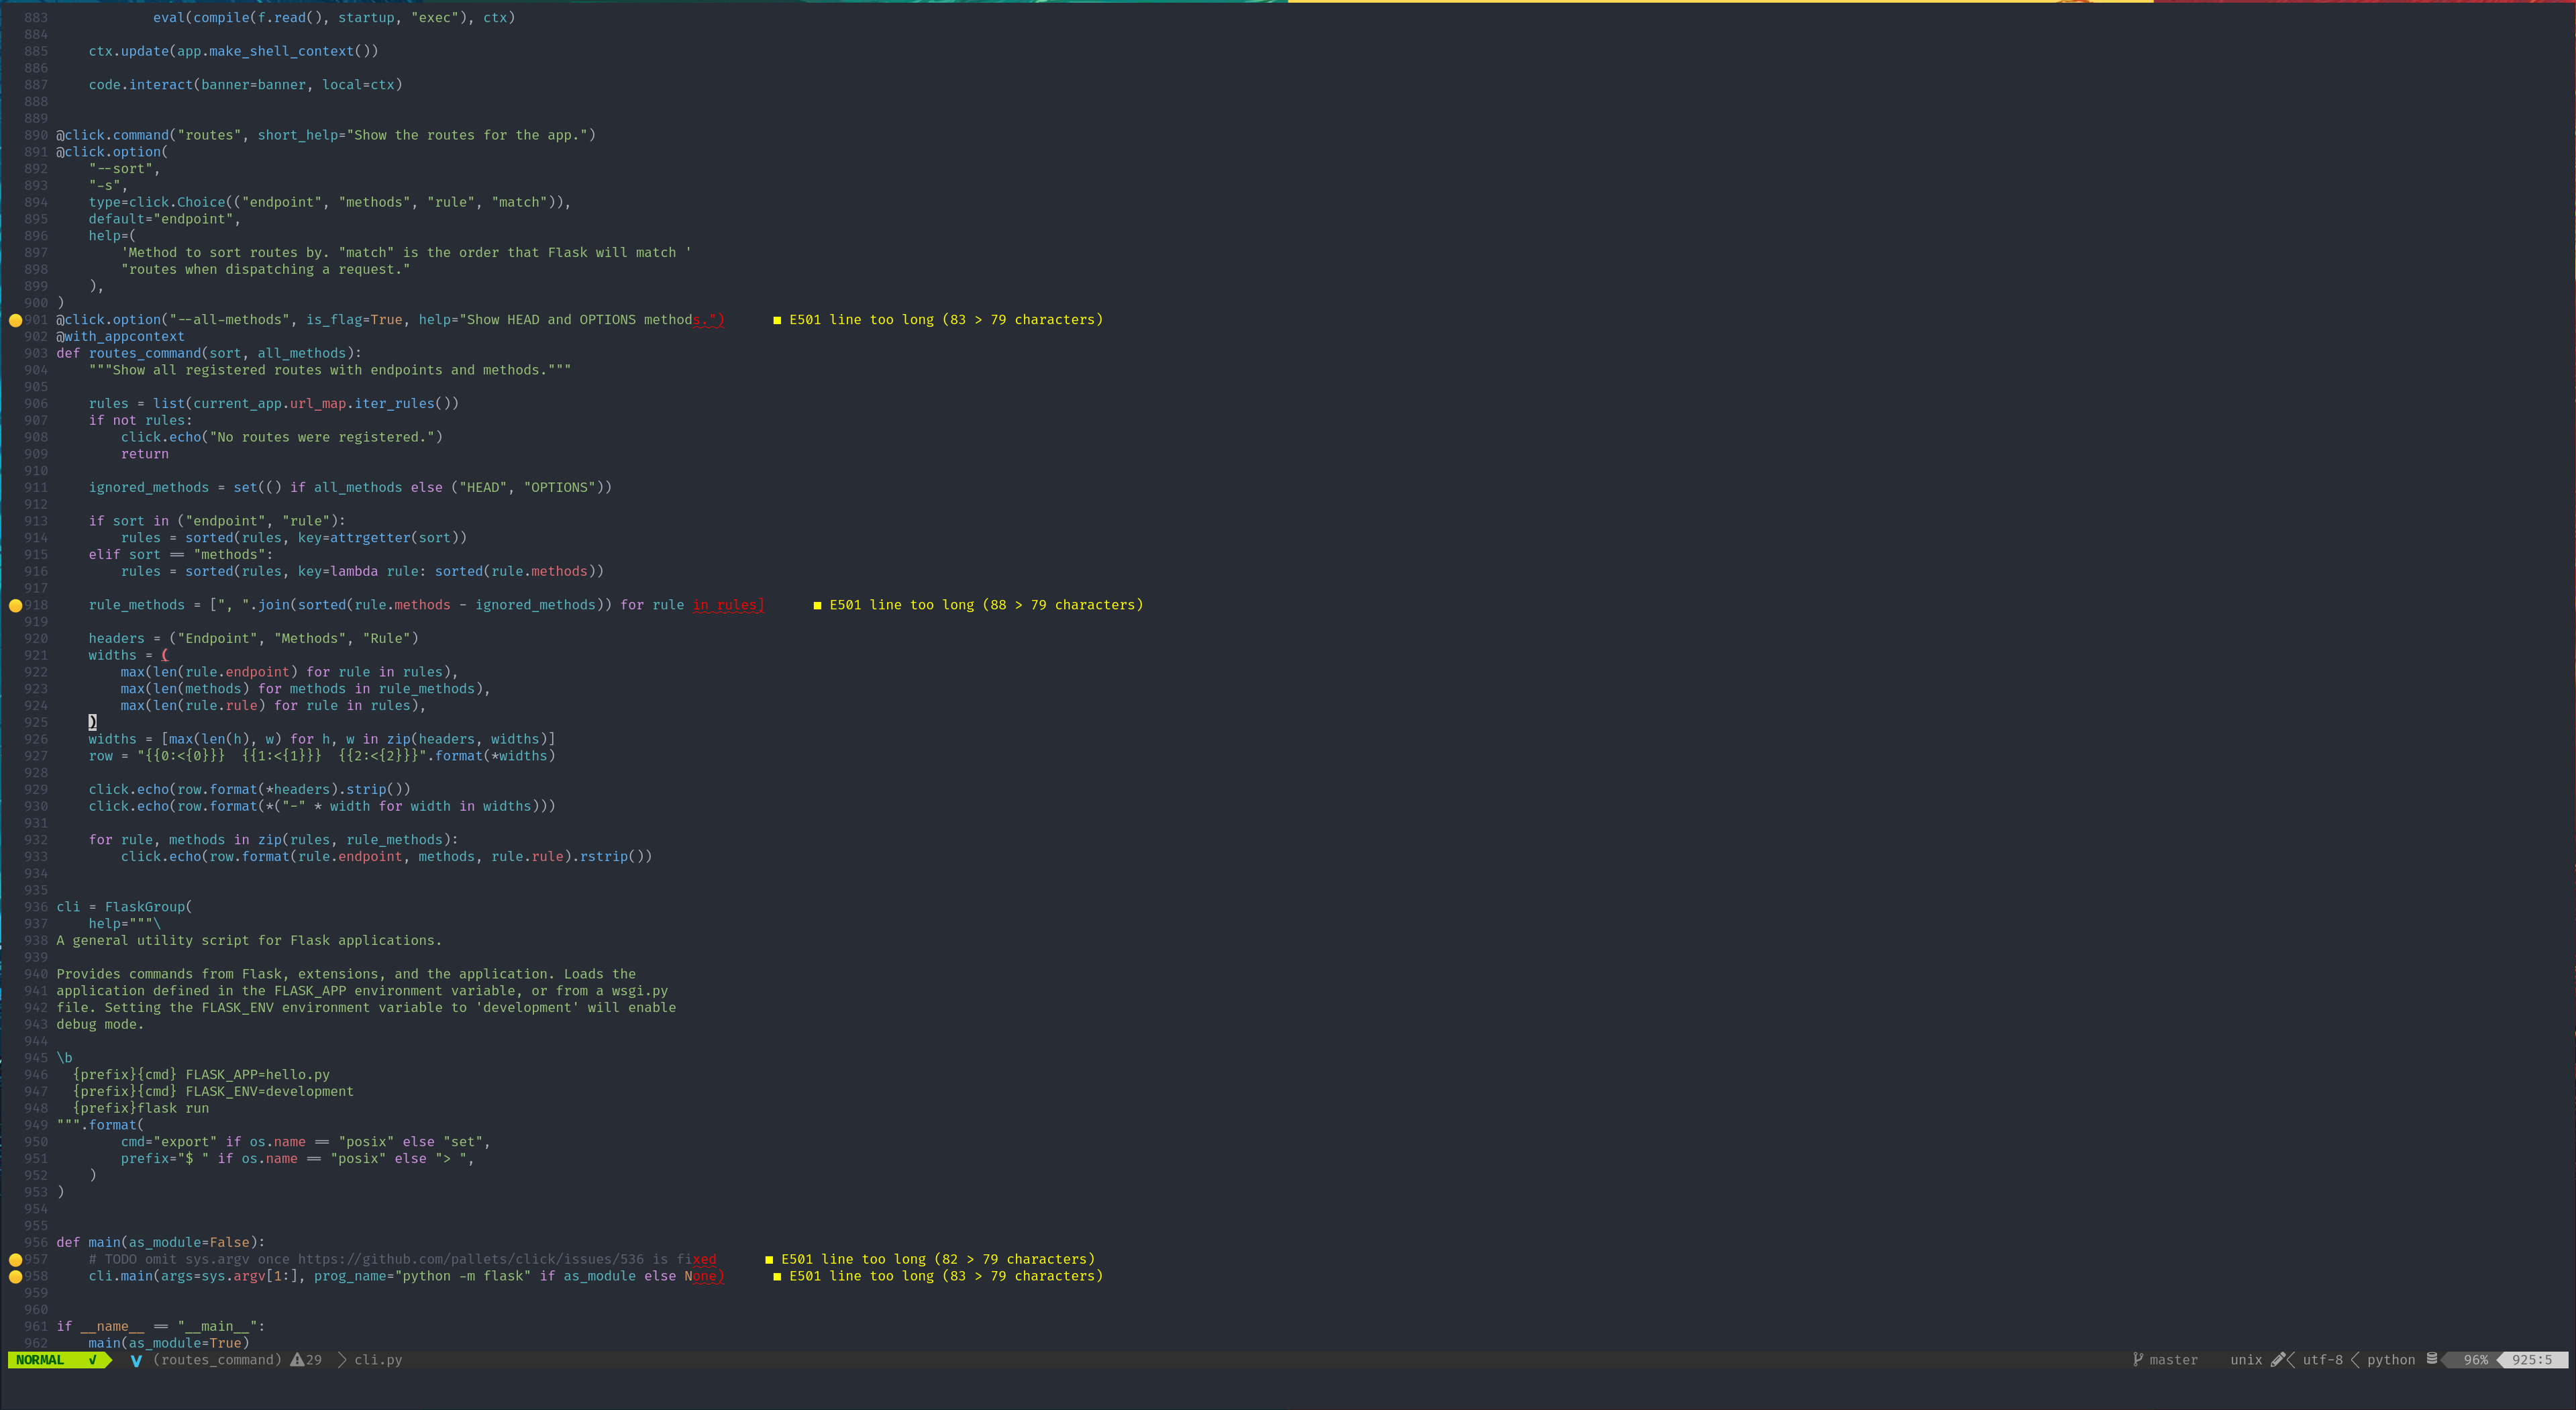 883             eval(compile(f.read(), startup, "exec"), ctx)
884
885     ctx.update(app.make_shell_context())
886
887     code.interact(banner=banner, local=ctx)
888
889
890 @click.command("routes", short_help="Show the routes for the app.")
891 @click.option(
892     "--sort",
893     "-s",
894     type=click.Choice(("endpoint", "methods", "rule", "match")),
895     default="endpoint",
896     help=(
897         'Method to sort routes by. "match" is the order that Flask will match '
898         "routes when dispatching a request."
899     ),
900 )
901 @click.option("--all-methods", is_flag=True, help="Show HEAD and OPTIONS methods.")      ■ E501 line too long (83 > 79 characters)
902 @with_appcontext
903 def routes_command(sort, all_methods):
904     """Show all registered routes with endpoints and methods."""
905
906     rules = list(current_app.url_map.iter_rules())
907     if not rules:
908         click.echo("No routes were registered.")
909         return
910
911     ignored_methods = set(() if all_methods else ("HEAD", "OPTIONS"))
912
913     if sort in ("endpoint", "rule"):
914         rules = sorted(rules, key=attrgetter(sort))
915     elif sort == "methods":
916         rules = sorted(rules, key=lambda rule: sorted(rule.methods))
917
918     rule_methods = [", ".join(sorted(rule.methods - ignored_methods)) for rule in rules]      ■ E501 line too long (88 > 79 characters)
919
920     headers = ("Endpoint", "Methods", "Rule")
921     widths = (
922         max(len(rule.endpoint) for rule in rules),
923         max(len(methods) for methods in rule_methods),
924         max(len(rule.rule) for rule in rules),
925     )
926     widths = [max(len(h), w) for h, w in zip(headers, widths)]
927     row = "{{0:<{0}}}  {{1:<{1}}}  {{2:<{2}}}".format(*widths)
928
929     click.echo(row.format(*headers).strip())
930     click.echo(row.format(*("-" * width for width in widths)))
931
932     for rule, methods in zip(rules, rule_methods):
933         click.echo(row.format(rule.endpoint, methods, rule.rule).rstrip())
934
935
936 cli = FlaskGroup(
937     help="""\
938 A general utility script for Flask applications.
939
940 Provides commands from Flask, extensions, and the application. Loads the
941 application defined in the FLASK_APP environment variable, or from a wsgi.py
942 file. Setting the FLASK_ENV environment variable to 'development' will enable
943 debug mode.
944
945 \b
946   {prefix}{cmd} FLASK_APP=hello.py
947   {prefix}{cmd} FLASK_ENV=development
948   {prefix}flask run
949 """.format(
950         cmd="export" if os.name == "posix" else "set",
951         prefix="$ " if os.name == "posix" else "> ",
952     )
953 )
954
955
956 def main(as_module=False):
957     # TODO omit sys.argv once https://github.com/pallets/click/issues/536 is fixed      ■ E501 line too long (82 > 79 characters)
958     cli.main(args=sys.argv[1:], prog_name="python -m flask" if as_module else None)      ■ E501 line too long (83 > 79 characters)
959
960
961 if __name__ == "__main__":
962     main(as_module=True)
NORMAL √ V (routes_command) ⚠29 cli.py master unix utf-8 python 96% 925:5